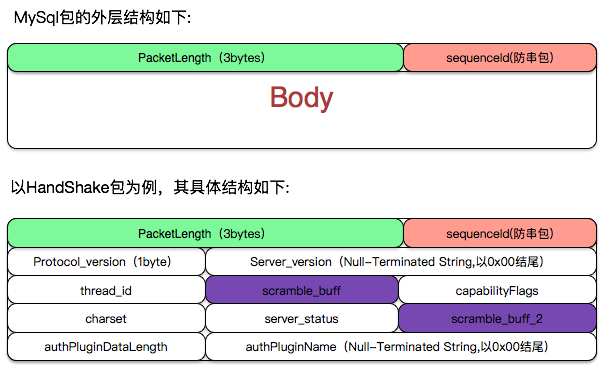 MySql包的外层结构如下:
PacketLength（3bytes） sequenceId(防串包）
Body
以HandShake包为例，其具体结构如下:
PacketLength（3bytes） sequenceId(防串包）
Protocol_version（1byte） Server_version（Null-Terminated String,以0x00结尾）
thread_id scramble_buff capabilityFlags
charset server_status scramble_buff_2
authPluginDataLength authPluginName（Null-Terminated String,以0x00结尾）